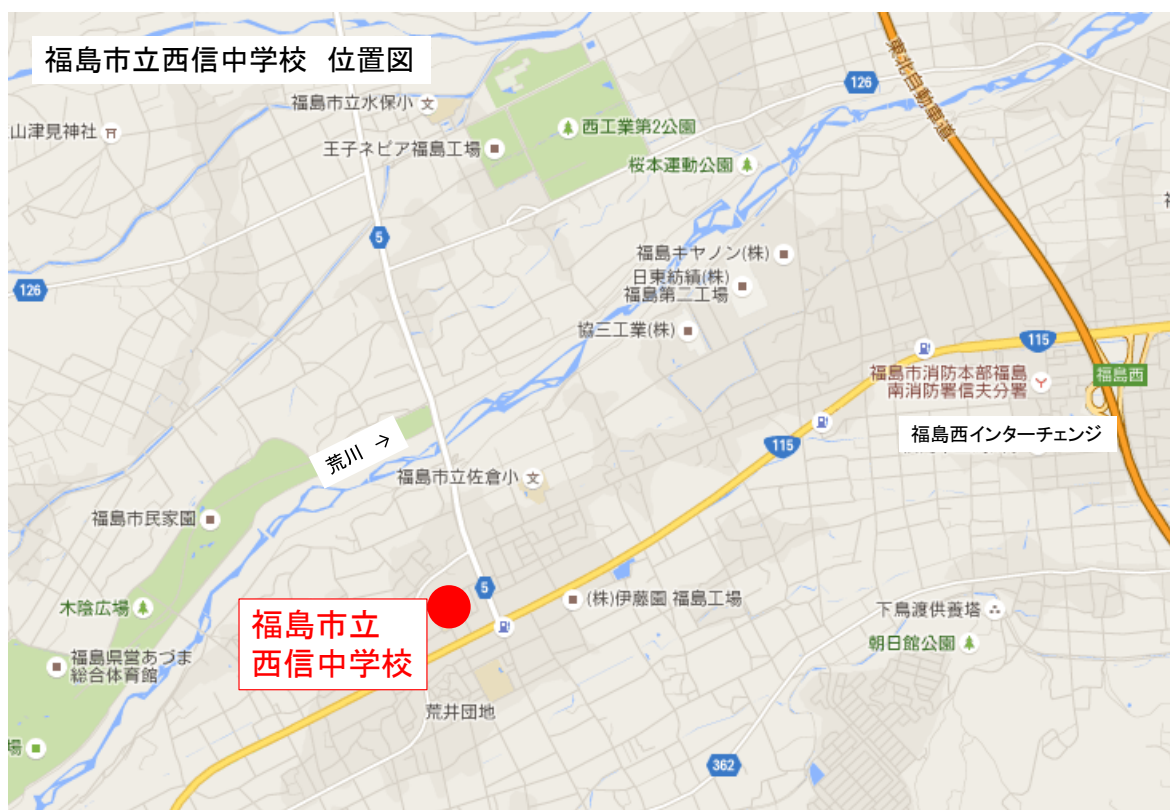 福島市立西信中学校 位置図
東北自動車道
126
福島市立水保小
山津見神社
西工業第2公園
王子ネピア福島工場
桜本運動公園
5
福島キヤノン(株)
日東紡績(株)
福島第二工場
126
協三工業(株)
115
福島市消防本部福島
南消防署信夫分署
福島西
福島西インターチェンジ
115
荒川 →
福島市立佐倉小
福島市民家園
5
(株)伊藤園 福島工場
木陰広場
福島市立
西信中学校
下鳥渡供養塔
朝日舘公園
福島県営あづま
総合体育館
荒井団地
場
362